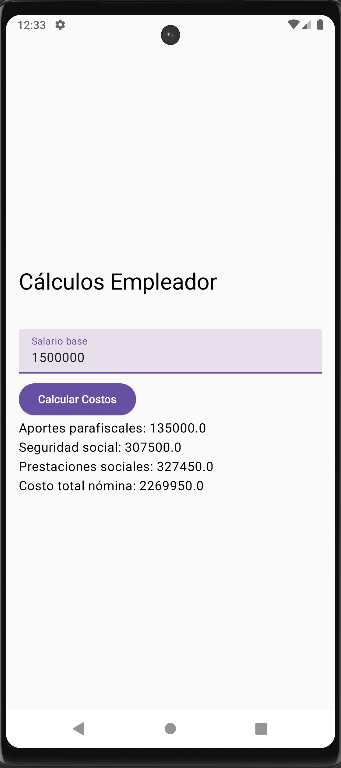 12:33
Cálculos Empleador
Salario base
1500000
Calcular Costos
Aportes parafiscales: 135000.0
Seguridad social: 307500.0
Prestaciones sociales: 327450.0
Costo total nómina: 2269950.0